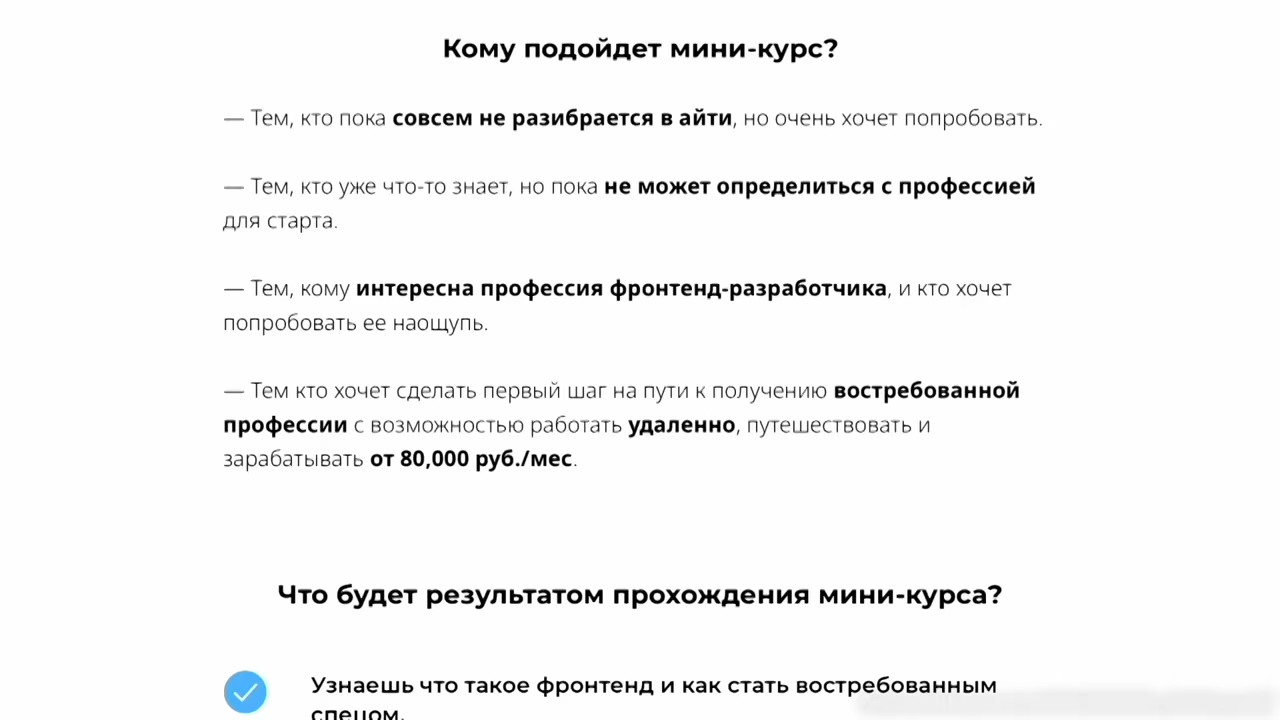 Кому подойдет мини-курс?
— Тем, кто пока совсем не разибрается в айти, но очень хочет попробовать.
— Тем, кто уже что-то знает, но пока не может определиться с профессией
для старта.
— Тем, кому интересна профессия фронтенд-разработчика, и кто хочет
попробовать ее наощупь.
— Тем кто хочет сделать первый шаг на пути к получению востребованной
профессии с возможностью работать удаленно, путешествовать и
зарабатывать от 80,000 руб./мес.
Что будет результатом прохождения мини-курса?
Узнаешь что такое фронтенд и как стать востребованным
спецом.